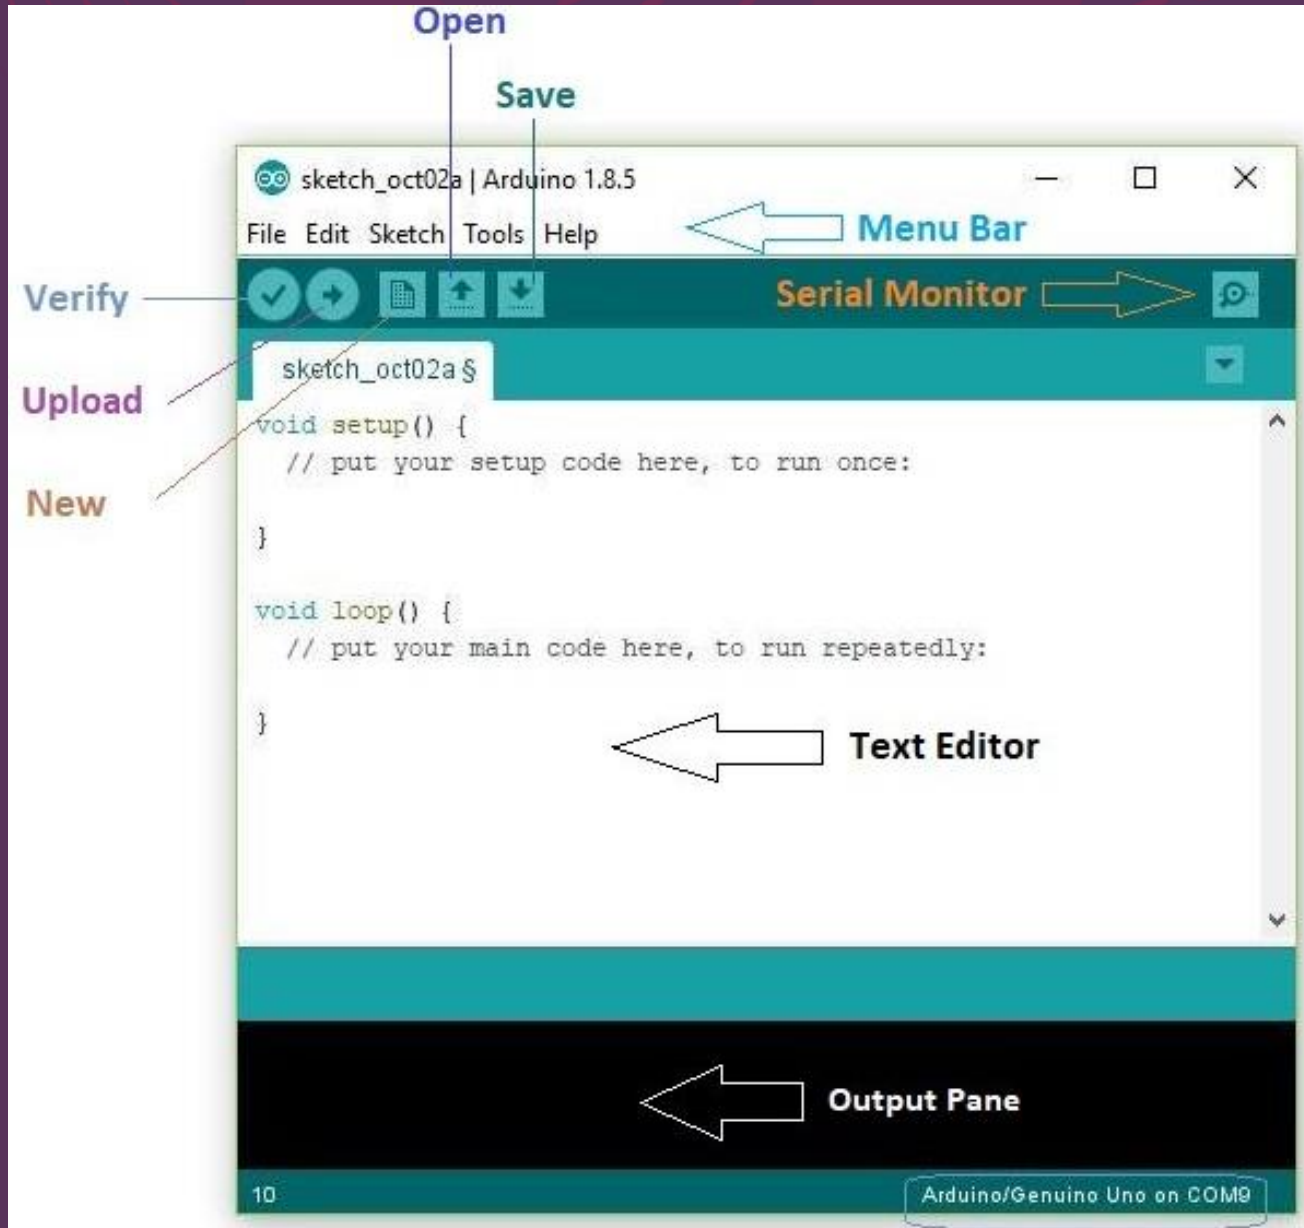 Open
Save
sketch_oct02a | Arduino 1.8.5
File Edit Sketch Tools Help
Menu Bar
Verify
Serial Monitor
sketch_oct02a §
Upload
void setup() {
// put your setup code here, to run once:
New
}
void loop() {
// put your main code here, to run repeatedly:
}
Text Editor
Output Pane
10
Arduino/Genuino Uno on COM9